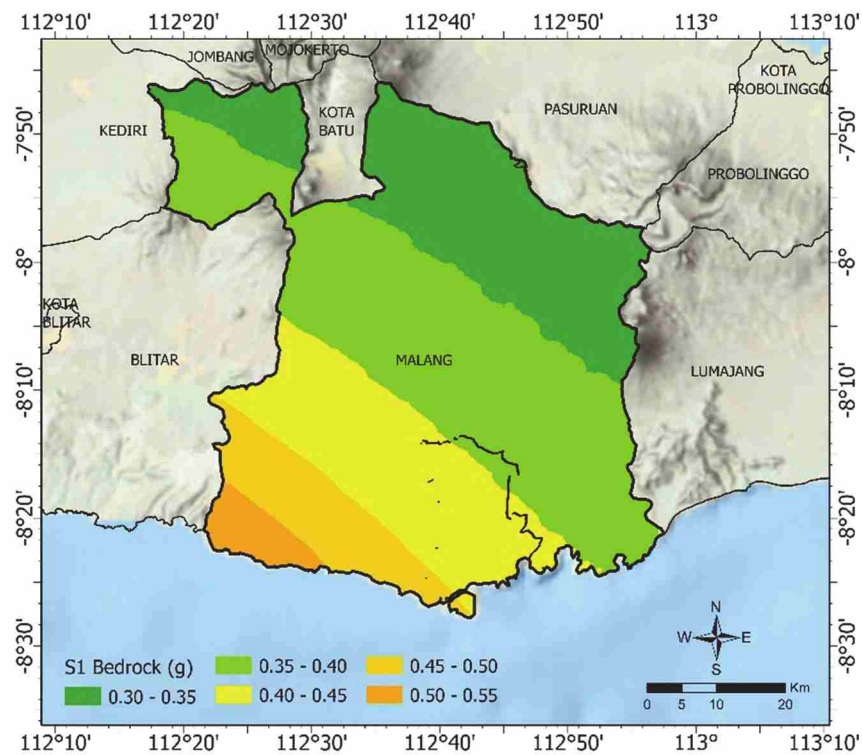 112°10' 112°20' 112°30' 112°40' 112°50' 113° 113°10'
JOMBANG
MOJOKERTO
KOTA
PROBOLINGGO
-7°50'
KEDIRI
KOTA
BATU
PASURUAN
-7°50'
PROBOLINGGO
-8°
-8°
KOTA
BLITAR
BLITAR
MALANG
LUMAJANG
-8°10'
-8°10'
-8°20'
-8°20'
-8°30'
-8°30'
S1 Bedrock (g)
0.30 - 0.35
0.35 - 0.40
0.40 - 0.45
0.45 - 0.50
0.50 - 0.55
N
W E
S
Km
0 5 10 20
112°10' 112°20' 112°30' 112°40' 112°50' 113° 113°10'